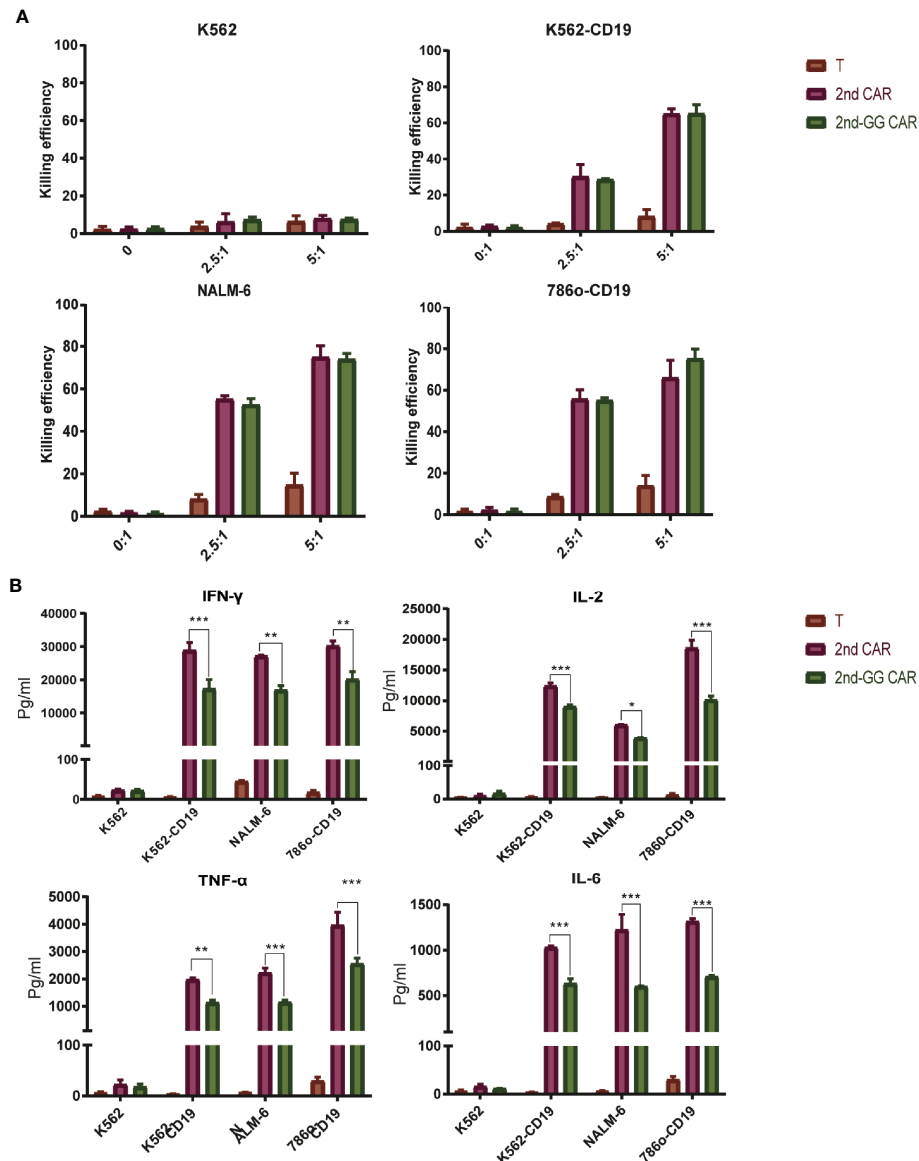 A
K562
K562-CD19
T
2nd CAR
2nd-GG CAR
Killing efficiency
100
80
60
40
20
0
0
2.5:1
5:1
Killing efficiency
100
80
60
40
20
0
0:1
2.5:1
5:1
NALM-6
786o-CD19
Killing efficiency
100
80
60
40
20
0
0:1
2.5:1
5:1
Killing efficiency
100
80
60
40
20
0
0:1
2.5:1
5:1
B
IFN-γ
IL-2
T
2nd CAR
2nd-GG CAR
Pg/ml
40000
30000
20000
10000
100
0
*** ** **
K562
K562-CD19
NALM-6
786o-CD19
Pg/ml
25000
20000
15000
10000
5000
100
0
*** * ***
K562
K562-CD19
NALM-6
7860-CD19
TNF-α
IL-6
Pg/ml
5000
4000
3000
2000
1000
100
0
** *** ***
K562
K562-
CD19
N
ALM-6
786o-
CD19
Pg/ml
1500
1000
500
100
0
*** *** ***
K562
K562-CD19
NALM-6
786o-CD19